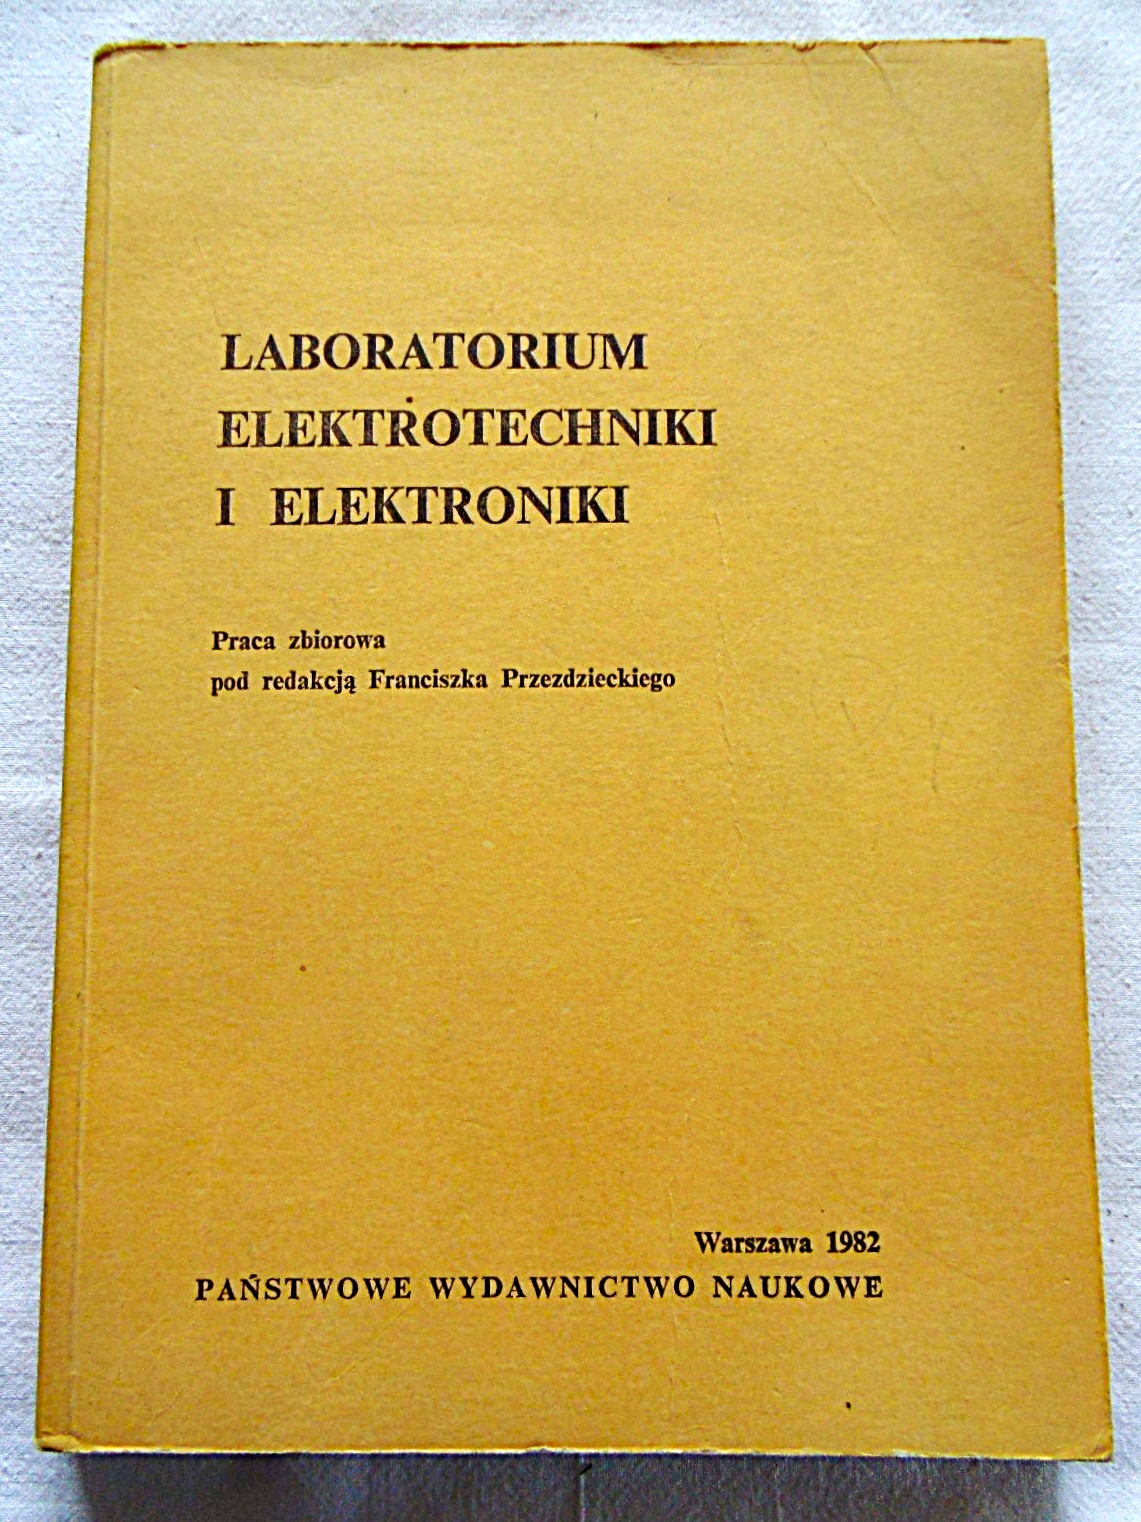 LABORATORIUM
ELEKTROTECHNIKI
I ELEKTRONIKI
Praca zbiorowa
pod redakcją Franciszka Przezdzieckiego
Warszawa 1982
PAŃSTWOWE WYDAWNICTWO NAUKOWE